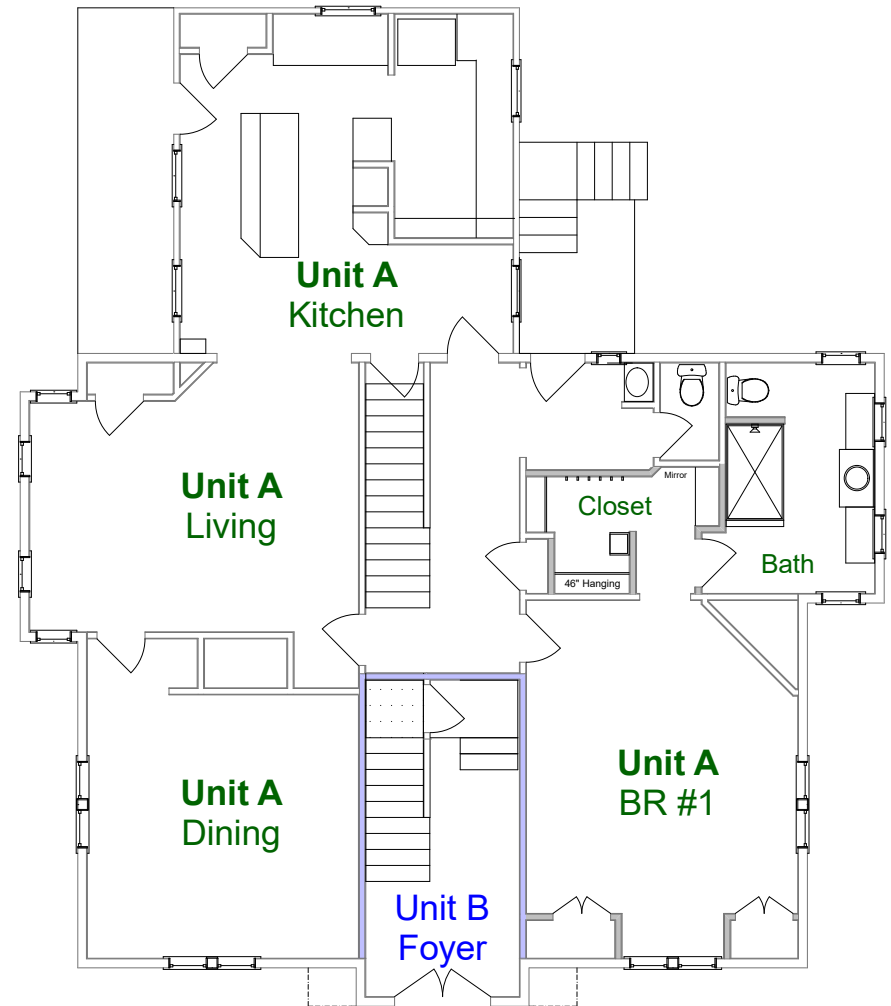 Unit A
Kitchen
Unit A
Living
Mirror
Closet
Bath
46" Hanging
Unit A
Dining
Unit A
BR #1
Unit B
Foyer